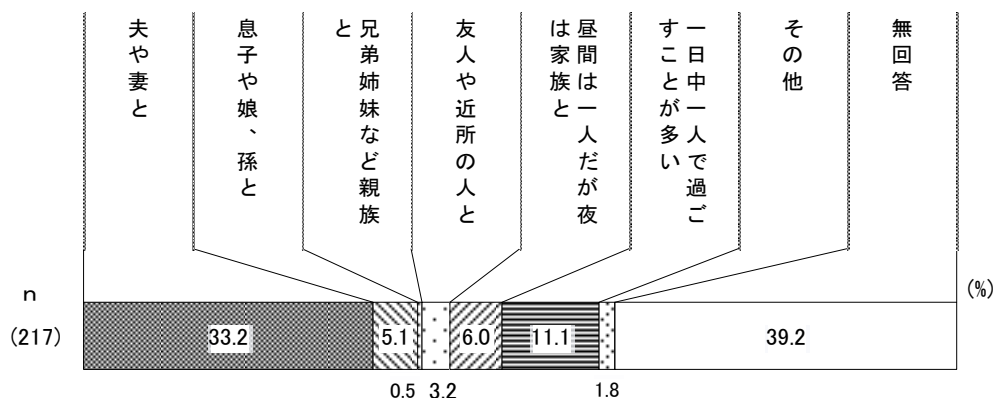 夫や妻と
息子や娘、孫と
兄弟姉妹など親族
と
友人や近所の人と
昼間は一人だが夜
は家族と
一日中一人で過ご
すことが多い
その他
無回答
n
(%)
(217)
33.2
5.1
6.0
11.1
39.2
0.5
3.2
1.8